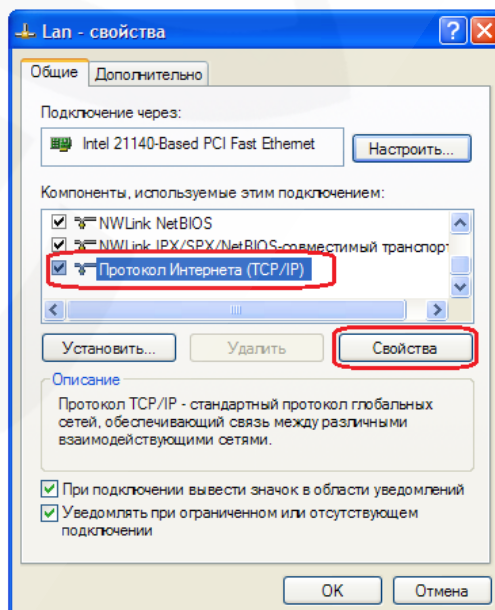 Lan - свойства
Общие
Дополнительно
Подключение через:
Intel 21140-Based PCI Fast Ethernet
Настроить...
Компоненты, используемые этим подключением:
NWLink NetBIOS
NWLink IPX/SPX/NetBIOS-совместимый транспорт
Протокол Интернета (TCP/IP)
Установить...
Удалить
Свойства
Описание
Протокол TCP/IP - стандартный протокол глобальных
сетей, обеспечивающий связь между различными
взаимодействующими сетями.
При подключении вывести значок в области уведомлений
Уведомлять при ограниченном или отсутствующем
подключении
OK
Отмена